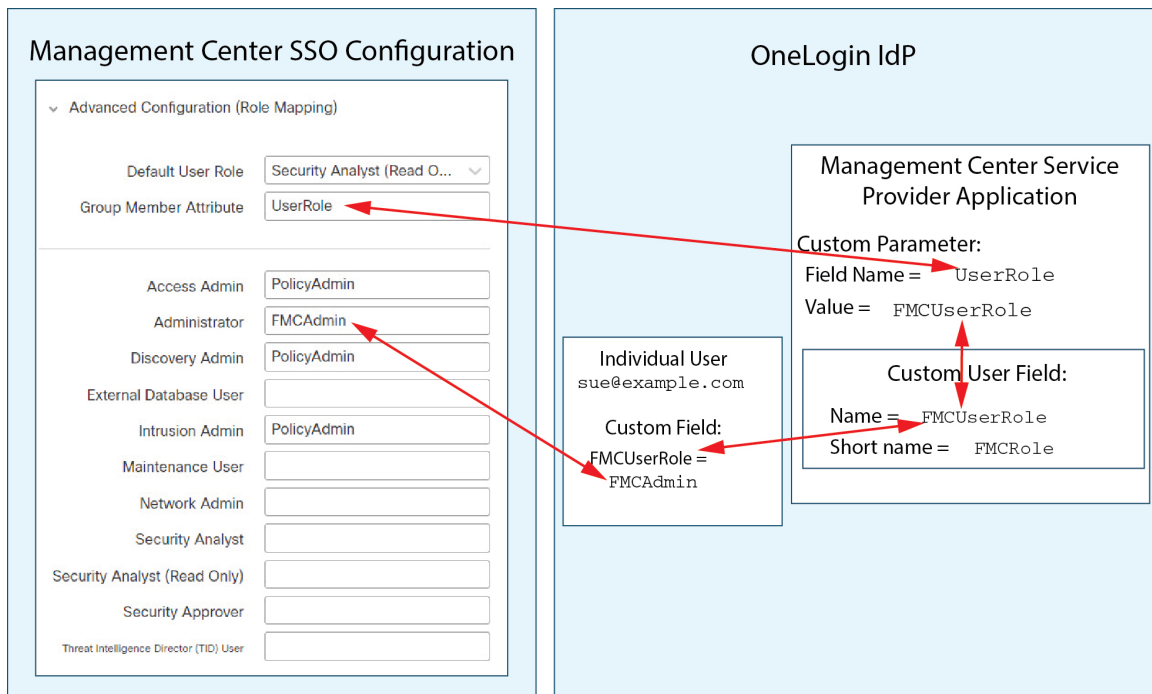 Management Center SSO Configuration
Advanced Configuration (Role Mapping)
Default User Role Security Analyst (Read O...
Group Member Attribute UserRole
Access Admin PolicyAdmin
Administrator FMCAdmin
Discovery Admin PolicyAdmin
External Database User
Intrusion Admin PolicyAdmin
Maintenance User
Network Admin
Security Analyst
Security Analyst (Read Only)
Security Approver
Threat Intelligence Director (TID) User
OneLogin IdP
Individual User
sue@example.com
Custom Field:
FMCUserRole =
FMCAdmin
Management Center Service
Provider Application
Custom Parameter:
Field Name = UserRole
Value = FMCUserRole
Custom User Field:
Name = FMCUserRole
Short name = FMCRole